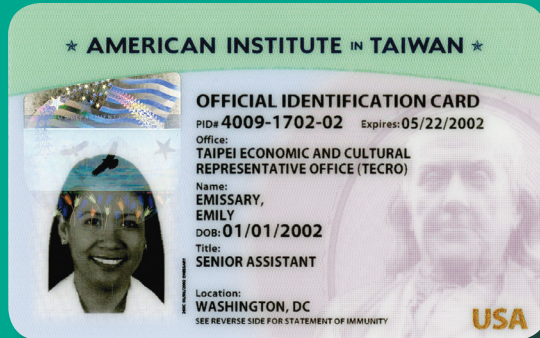 ★ AMERICAN INSTITUTE IN TAIWAN ★
OFFICIAL IDENTIFICATION CARD
PID# 4009-1702-02 Expires: 05/22/2002
Office:
TAIPEI ECONOMIC AND CULTURAL
REPRESENTATIVE OFFICE (TECRO)
Name:
EMISSARY,
EMILY
DOB: 01/01/2002
Title:
SENIOR ASSISTANT
Location:
WASHINGTON, DC
SEE REVERSE SIDE FOR STATEMENT OF IMMUNITY
USA